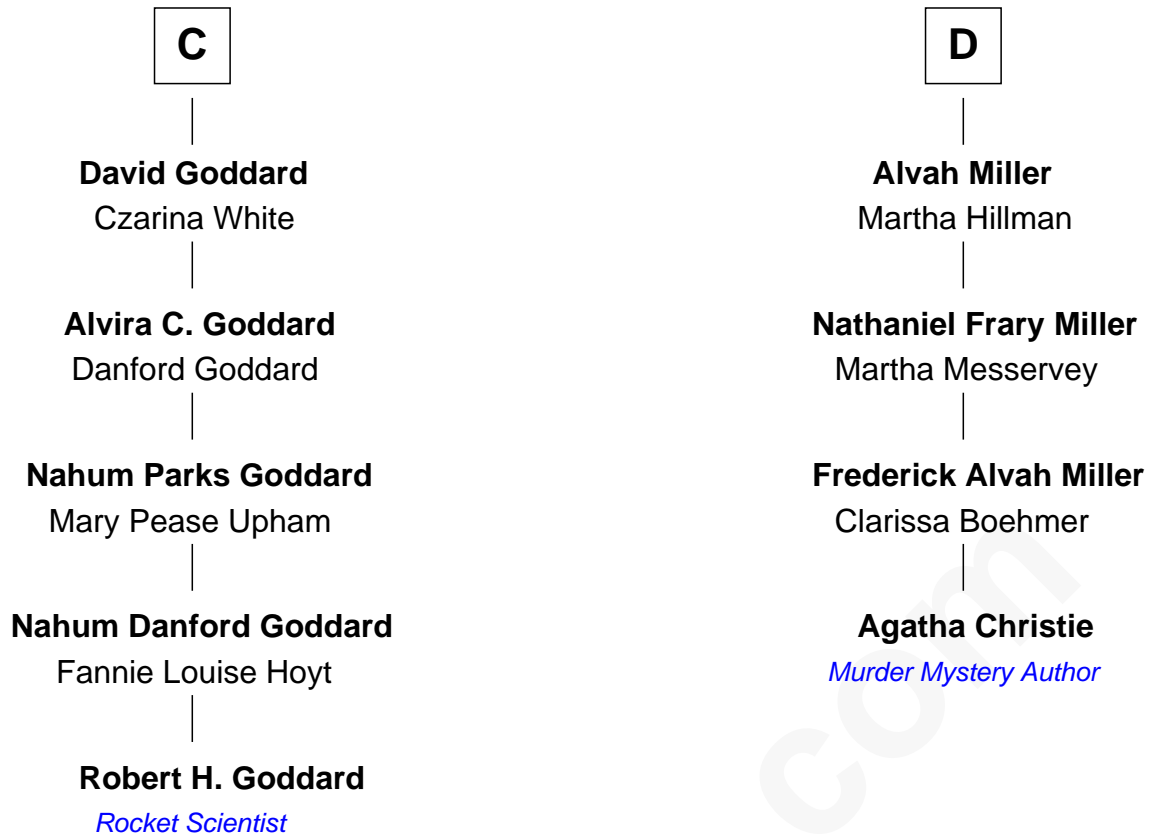 C
David Goddard
Czarina White
Alvira C. Goddard
Danford Goddard
Nahum Parks Goddard
Mary Pease Upham
Nahum Danford Goddard
Fannie Louise Hoyt
Robert H. Goddard
Rocket Scientist
D
Alvah Miller
Martha Hillman
Nathaniel Frary Miller
Martha Messervey
Frederick Alvah Miller
Clarissa Boehmer
Agatha Christie
Murder Mystery Author
com